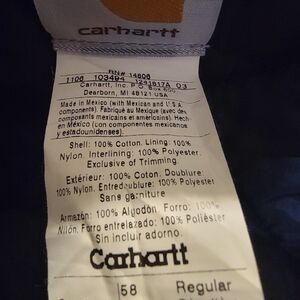 carhartt
RN# 14806
1106 103494 1241817A 03
Carhartt, Inc. P.O Box 600,
Dearborn, MI 48121 USA
Made in Mexico (with Mexican and U.S.A.
components). Fabriqué au Mexique (avec des
composants mexicains et américains). Hecho
en México (con componentes mexicanos
y estadounidenses).
Shell: 100% Cotton. Lining: 100%
Nylon. Interlining: 100% Polyester.
Exclusive of Trimming.
Extérieur: 100% Coton. Doublure:
100% Nylon. Entredoublure: 100% Polyester.
Sans garniture
Armazón: 100% Algodón. Forro: 100%
Nilón. Forro entrelazado: 100% Poliéster
Sin incluir adorno.
Carhartt
58 Regular